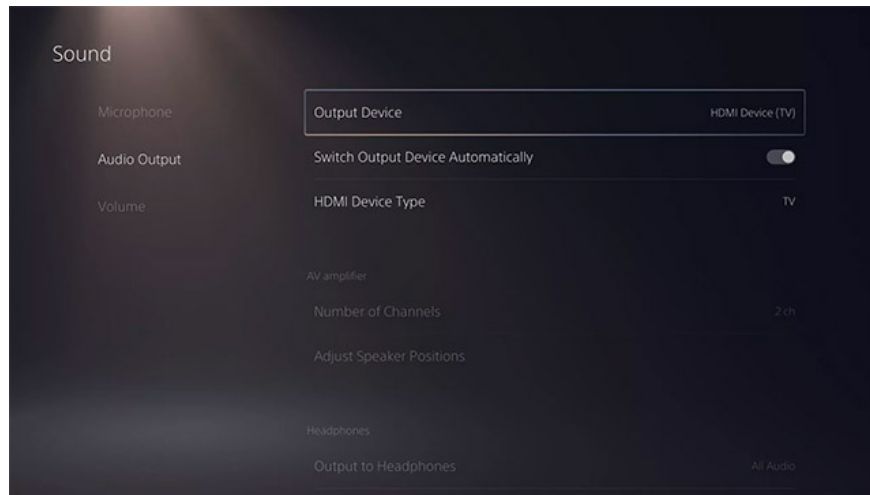 Sound
Microphone
Audio Output
Volume
Output Device HDMI Device (TV)
Switch Output Device Automatically
HDMI Device Type TV
AV amplifier
Number of Channels 2 ch
Adjust Speaker Positions
Headphones
Output to Headphones All Audio